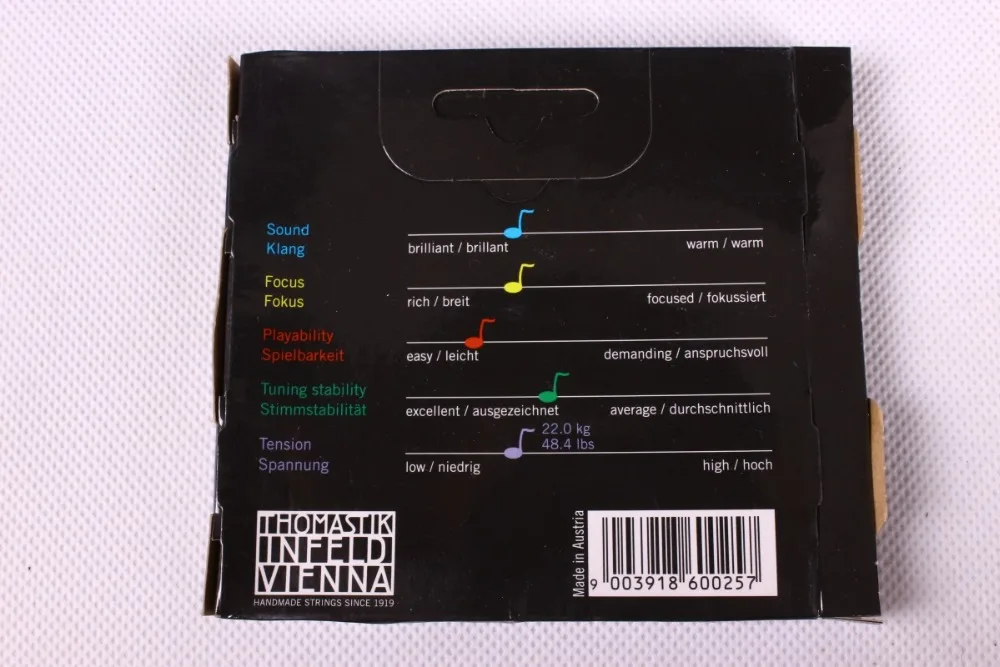 Sound
Klang
brilliant / brillant warm / warm
Focus
Fokus
rich / breit focused / fokussiert
Playability
Spielbarkeit
easy / leicht demanding / anspruchsvoll
Tuning stability
Stimmstabilität
excellent / ausgezeichnet average / durchschnittlich
Tension
Spannung
22.0 kg
48.4 lbs
low / niedrig high / hoch
THOMASTIK
INFELD
VIENNA
HANDMADE STRINGS SINCE 1919
Made in Austria
9 003918 600257